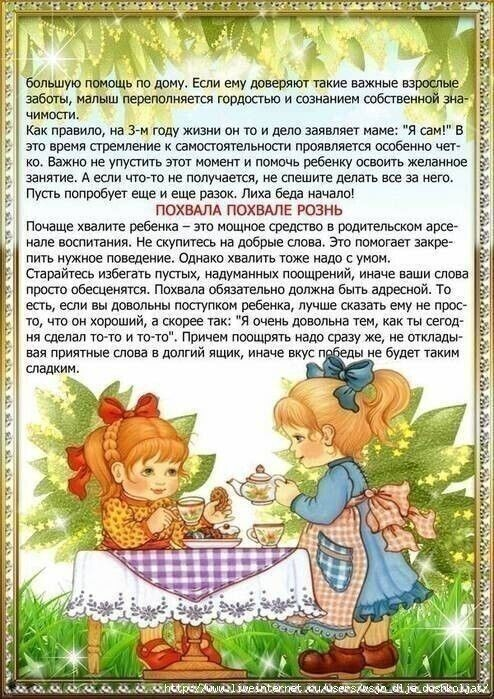 большую помощь по дому. Если ему доверяют такие важные взрослые
заботы, малыш переполняется гордостью и сознанием собственной зна-
чимости.
Как правило, на 3-м году жизни он то и дело заявляет маме: "Я сам!" В
это время стремление к самостоятельности проявляется особенно чет-
ко. Важно не упустить этот момент и помочь ребенку освоить желанное
занятие. А если что-то не получается, не спешите делать все за него.
Пусть попробует еще и еще разок. Лиха беда начало!
ПОХВАЛА ПОХВАЛЕ РОЗНЬ
Почаще хвалите ребенка – это мощное средство в родительском арсе-
нале воспитания. Не скупитесь на добрые слова. Это помогает закре-
пить нужное поведение. Однако хвалить тоже надо с умом.
Старайтесь избегать пустых, надуманных поощрений, иначе ваши слова
просто обесценятся. Похвала обязательно должна быть адресной. То
есть, если вы довольны поступком ребенка, лучше сказать ему не прос-
то, что он хороший, а скорее так: "Я очень довольна тем, как ты сегод-
ня сделал то-то и то-то". Причем поощрять надо сразу же, не отклады-
вая приятные слова в долгий ящик, иначе вкус победы не будет таким
сладким.